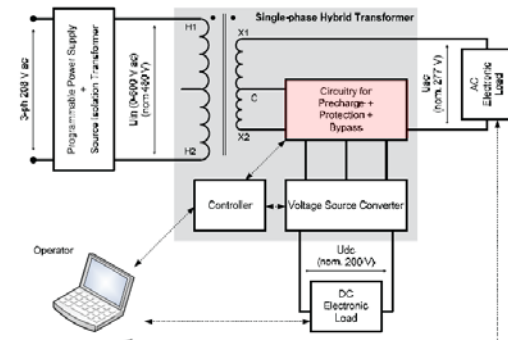 Single-phase Hybrid Transformer
3-ph 208 V ac
Programmable Power Supply
+
Source Isolation Transformer
Uin (0-600 V ac)
(nom 480 V)
H1
H2
X1
C
X2
Circuitry for
Precharge +
Protection +
Bypass
Uac
(nom. 277 V)
AC
Electronic
Load
Controller
Voltage Source Converter
Operator
Udc
(nom. 200 V)
DC
Electronic
Load